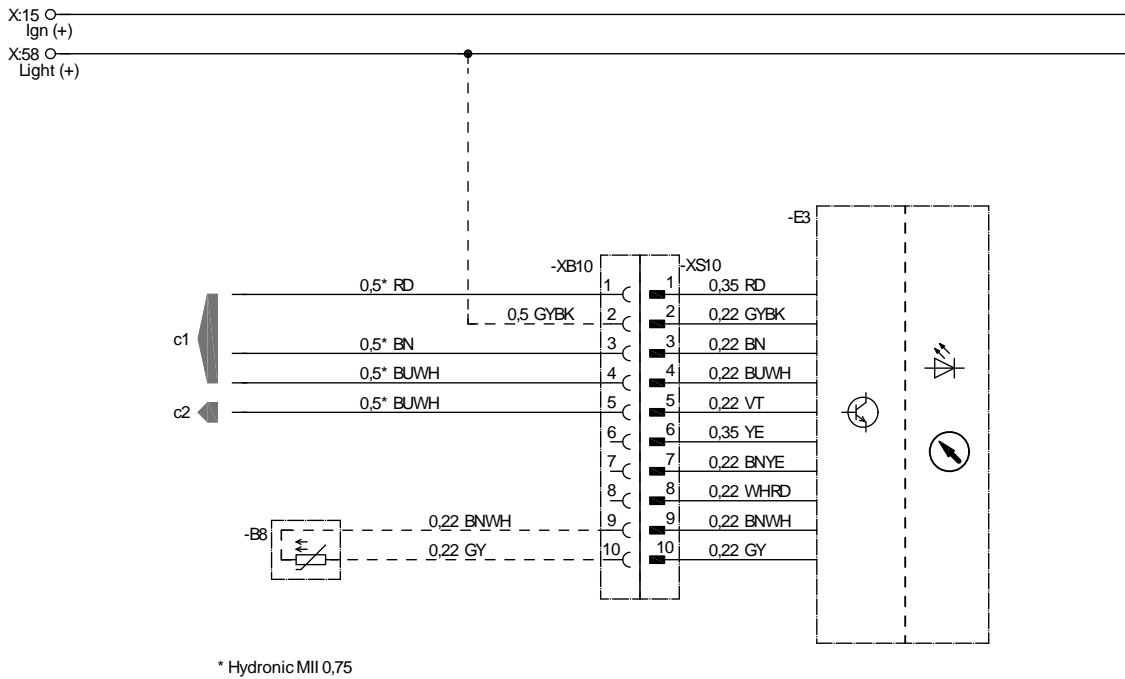 X:15
Ign (+)
X:58
Light (+)
-E3
-XB10
-XS10
0,5* RD 1 1 0,35 RD
0,5 GYBK 2 2 0,22 GYBK
0,5* BN 3 3 0,22 BN
c1
0,5* BUWH 4 4 0,22 BUWH
c2 0,5* BUWH 5 5 0,22 VT
6 6 0,35 YE
7 7 0,22 BNYE
8 8 0,22 WHRD
-B8 0,22 BNWH 9 9 0,22 BNWH
0,22 GY 10 10 0,22 GY
* Hydronic MII 0,75